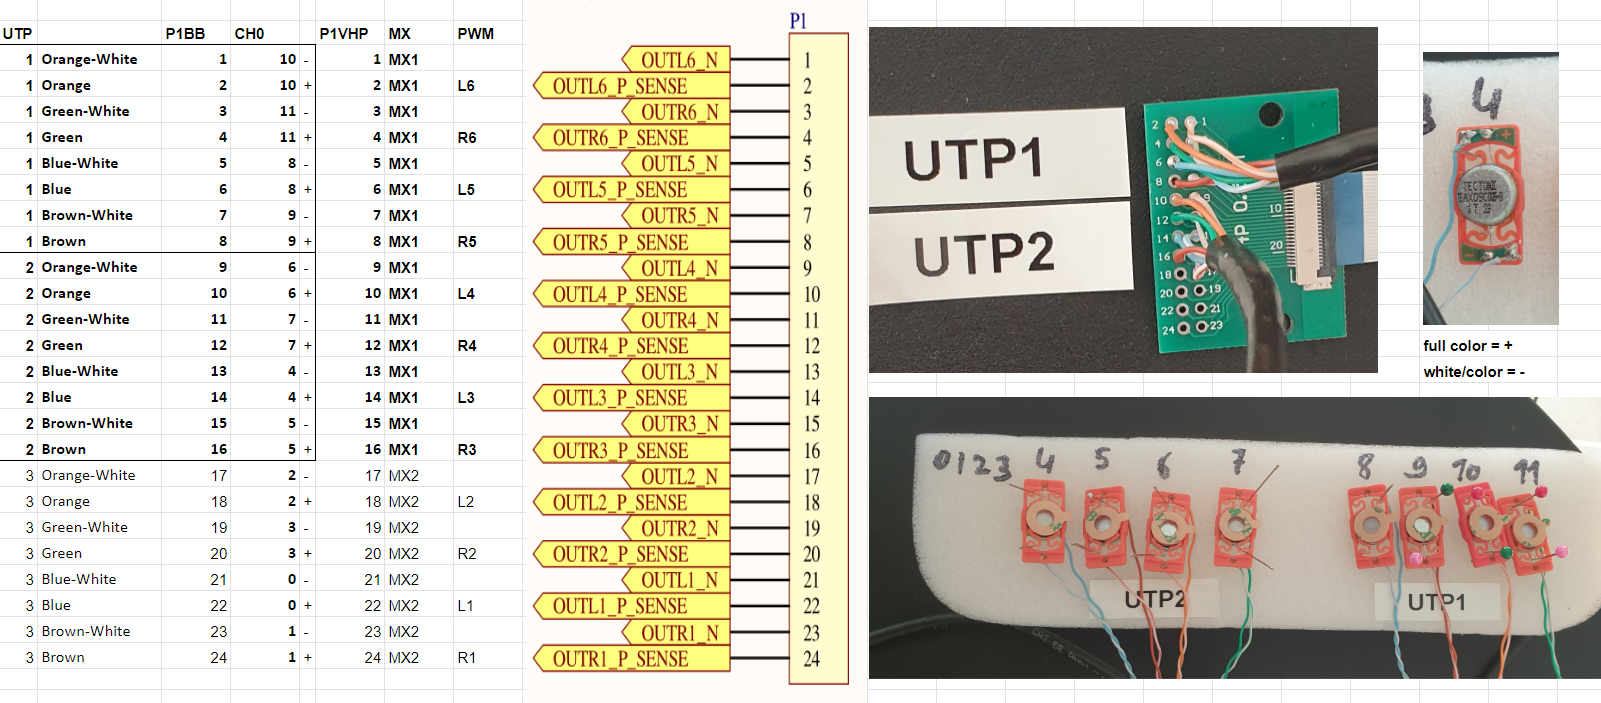 UTP P1BB CH0 P1VHP MX PWM
1 Orange-White 1 10 - 1 MX1
1 Orange 2 10 + 2 MX1 L6
1 Green-White 3 11 - 3 MX1
1 Green 4 11 + 4 MX1 R6
1 Blue-White 5 8 - 5 MX1
1 Blue 6 8 + 6 MX1 L5
1 Brown-White 7 9 - 7 MX1
1 Brown 8 9 + 8 MX1 R5
2 Orange-White 9 6 - 9 MX1
2 Orange 10 6 + 10 MX1 L4
2 Green-White 11 7 - 11 MX1
2 Green 12 7 + 12 MX1 R4
2 Blue-White 13 4 - 13 MX1
2 Blue 14 4 + 14 MX1 L3
2 Brown-White 15 5 - 15 MX1
2 Brown 16 5 + 16 MX1 R3
3 Orange-White 17 2 - 17 MX2
3 Orange 18 2 + 18 MX2 L2
3 Green-White 19 3 - 19 MX2
3 Green 20 3 + 20 MX2 R2
3 Blue-White 21 0 - 21 MX2
3 Blue 22 0 + 22 MX2 L1
3 Brown-White 23 1 - 23 MX2
3 Brown 24 1 + 24 MX2 R1
P1
OUTL6_N 1
OUTL6_P_SENSE 2
OUTR6_N 3
OUTR6_P_SENSE 4
OUTL5_N 5
OUTL5_P_SENSE 6
OUTR5_N 7
OUTR5_P_SENSE 8
OUTL4_N 9
OUTL4_P_SENSE 10
OUTR4_N 11
OUTR4_P_SENSE 12
OUTL3_N 13
OUTL3_P_SENSE 14
OUTR3_N 15
OUTR3_P_SENSE 16
OUTL2_N 17
OUTL2_P_SENSE 18
OUTR2_N 19
OUTR2_P_SENSE 20
OUTL1_N 21
OUTL1_P_SENSE 22
OUTR1_N 23
OUTR1_P_SENSE 24
UTP1
UTP2
2 1
4
6
8
10 9
12
14
16
18
20 19
22 21
24 23
10
20
4
+
TECTONIC
full color = +
white/color = -
0 1 2 3 4 5 6 7 8 9 10 11
UTP2 UTP1